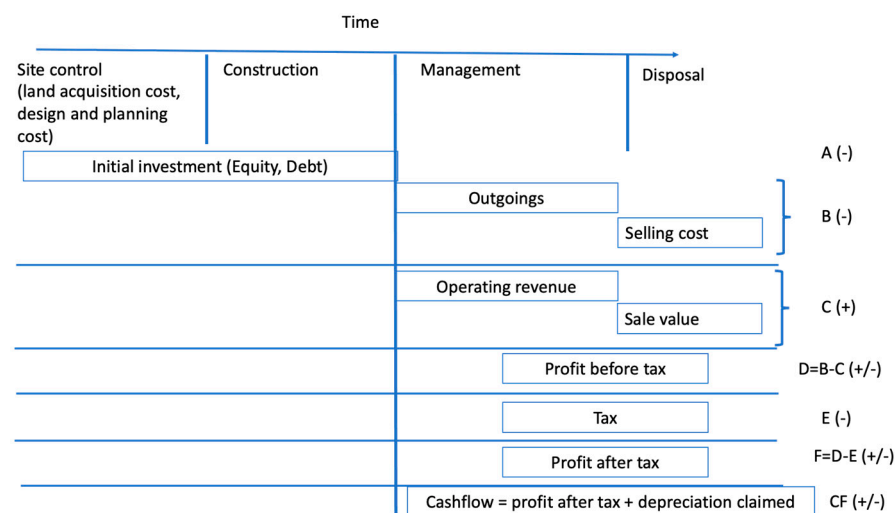 Time
Site control
(land acquisition cost,
design and planning
cost)
Construction
Management
Disposal
Initial investment (Equity, Debt)
A (-)
Outgoings
B (-)
Selling cost
Operating revenue
C (+)
Sale value
Profit before tax
D=B-C (+/-)
Tax
E (-)
Profit after tax
F=D-E (+/-)
Cashflow = profit after tax + depreciation claimed
CF (+/-)